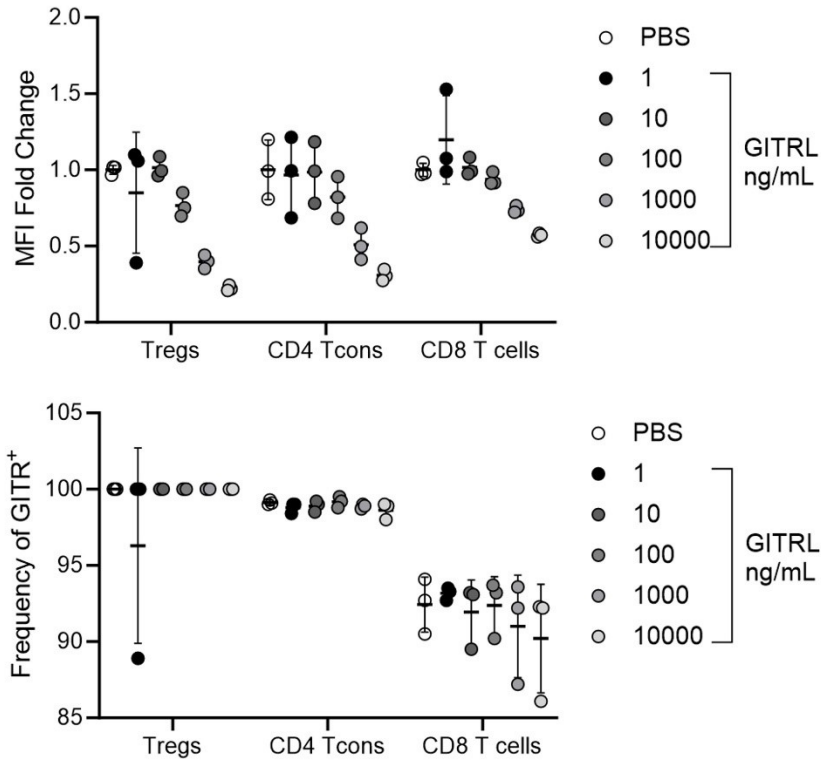 2.0
1.5
1.0
0.5
0.0
MFI Fold Change
Tregs CD4 Tcons CD8 T cells
PBS
1
10
100
1000
10000
GITRL
ng/mL
105
100
95
90
85
Frequency of GITR⁺
Tregs CD4 Tcons CD8 T cells
PBS
1
10
100
1000
10000
GITRL
ng/mL